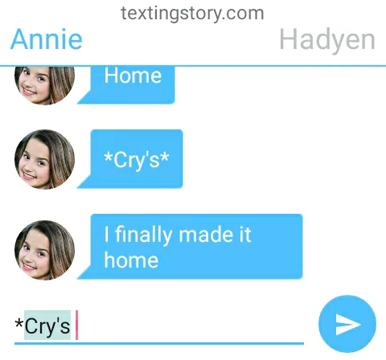 textingstory.com
Annie
Hadyen
Home
*Cry's*
I finally made it
home
*Cry's